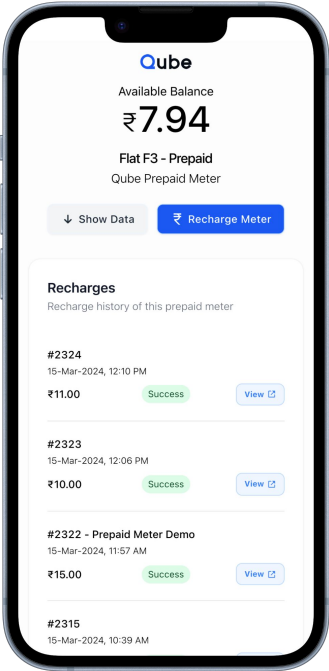 Qube
Available Balance
₹7.94
Flat F3 - Prepaid
Qube Prepaid Meter
↓ Show Data
₹ Recharge Meter
Recharges
Recharge history of this prepaid meter
#2324
15-Mar-2024, 12:10 PM
₹11.00 Success View
#2323
15-Mar-2024, 12:06 PM
₹10.00 Success View
#2322 - Prepaid Meter Demo
15-Mar-2024, 11:57 AM
₹15.00 Success View
#2315
15-Mar-2024, 10:39 AM